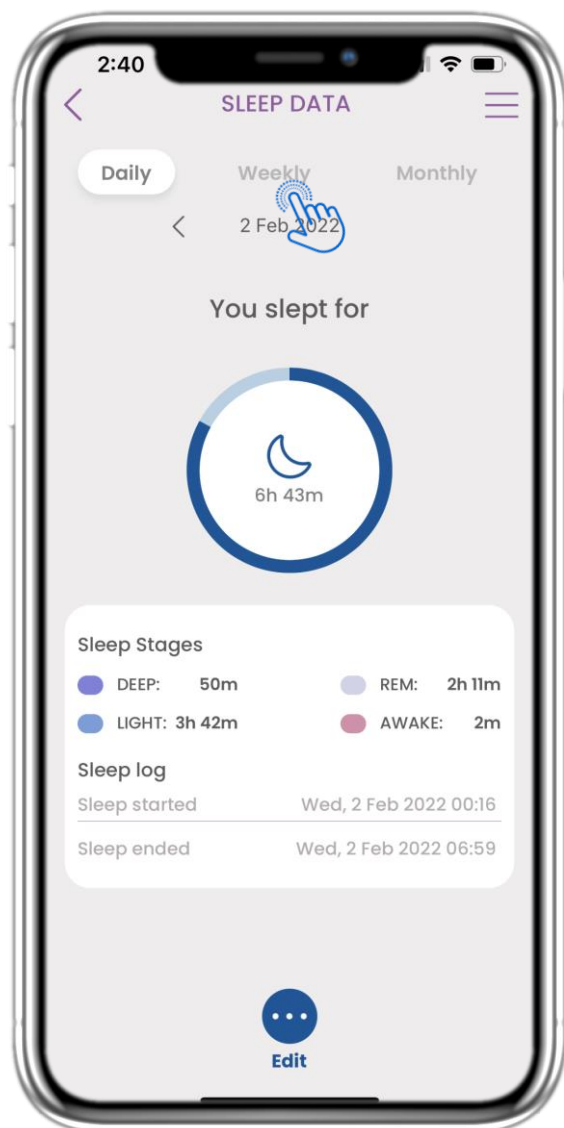 2:40
SLEEP DATA
Daily Weekly Monthly
2 Feb 2022
You slept for
6h 43m
Sleep Stages
DEEP: 50m REM: 2h 11m
LIGHT: 3h 42m AWAKE: 2m
Sleep log
Sleep started Wed, 2 Feb 2022 00:16
Sleep ended Wed, 2 Feb 2022 06:59
Edit